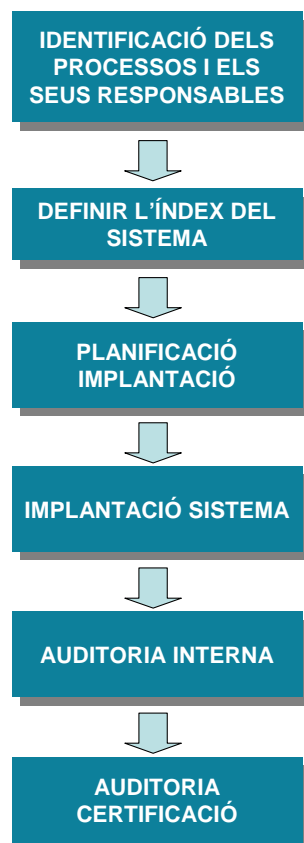 IDENTIFICACIÓ DELS
PROCESSOS I ELS
SEUS RESPONSABLES
DEFINIR L'ÍNDEX DEL
SISTEMA
PLANIFICACIÓ
IMPLANTACIÓ
IMPLANTACIÓ SISTEMA
AUDITORIA INTERNA
AUDITORIA
CERTIFICACIÓ